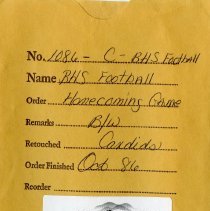 No. 1086 - C - BHS Football
Name BHS Football
Order Homecoming Game
Remarks B/W
Retouched Candids
Order Finished Oct 86
Reorder